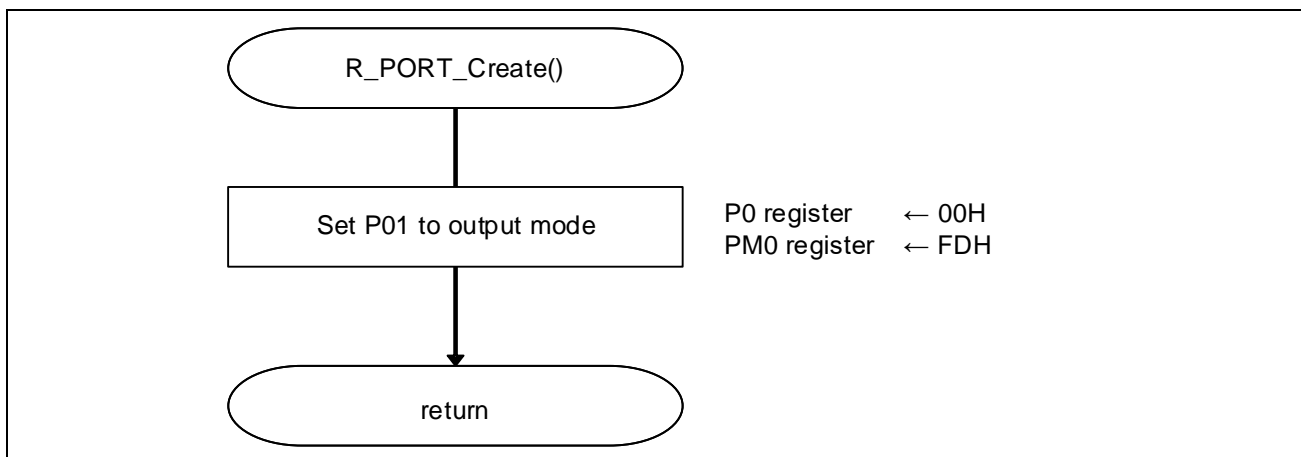 R_PORT_Create()
Set P01 to output mode
P0 register ← 00H
PM0 register ← FDH
return